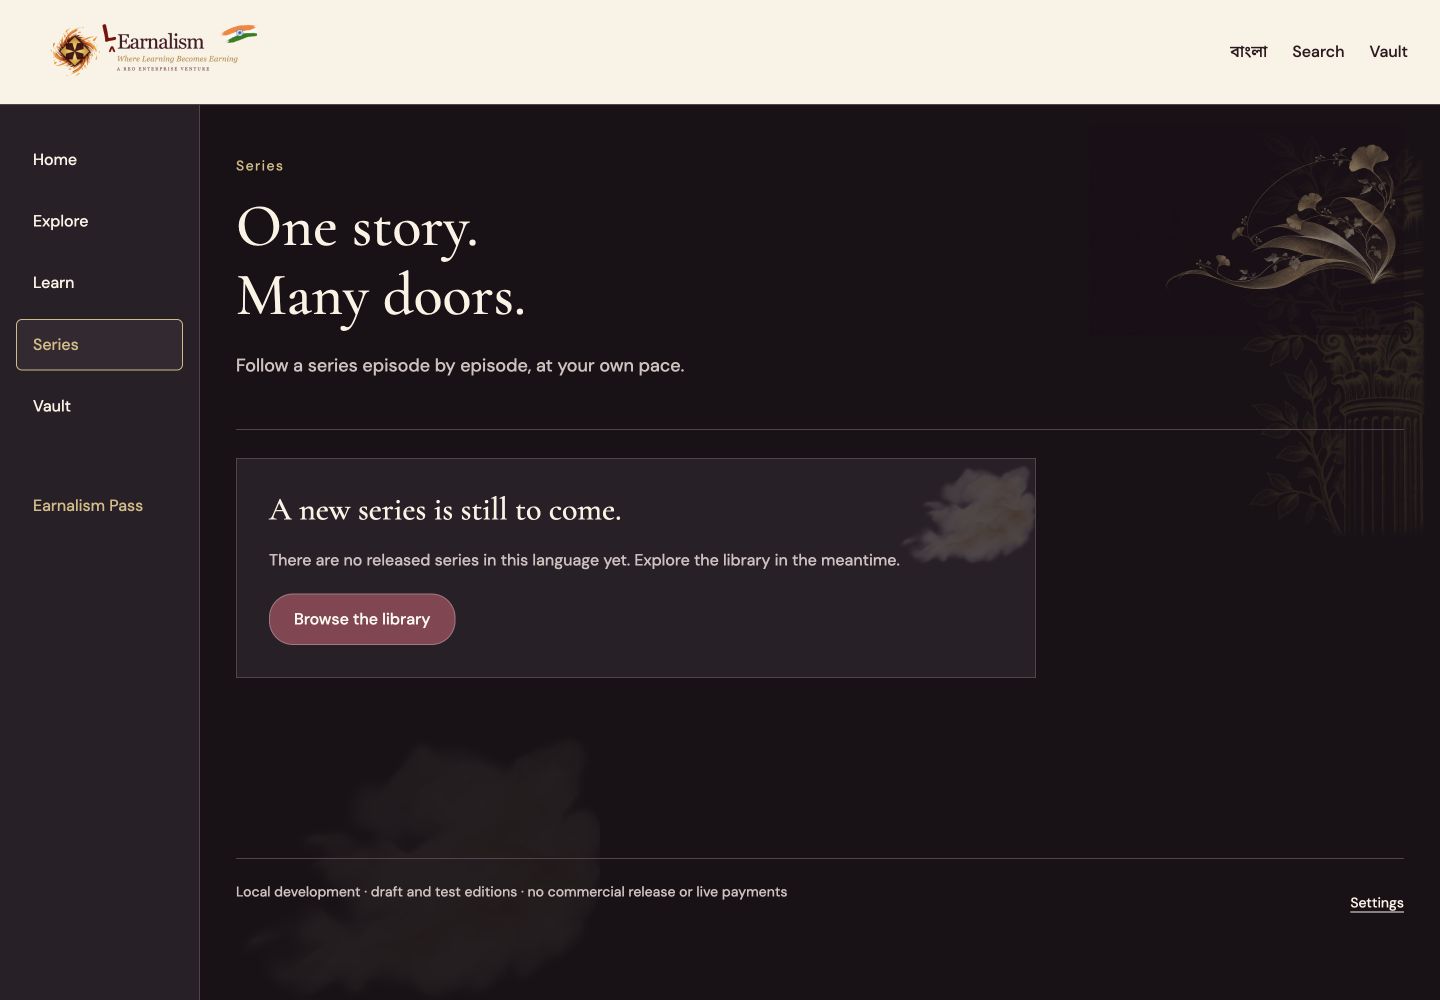 LEarnalism
Where Learning Becomes Earning
A REO ENTERPRISE VENTURE
বাংলা
Search
Vault
Home
Explore
Learn
Series
Vault
Earnalism Pass
Series
One story.
Many doors.
Follow a series episode by episode, at your own pace.
A new series is still to come.
There are no released series in this language yet. Explore the library in the meantime.
Browse the library
Local development · draft and test editions · no commercial release or live payments
Settings